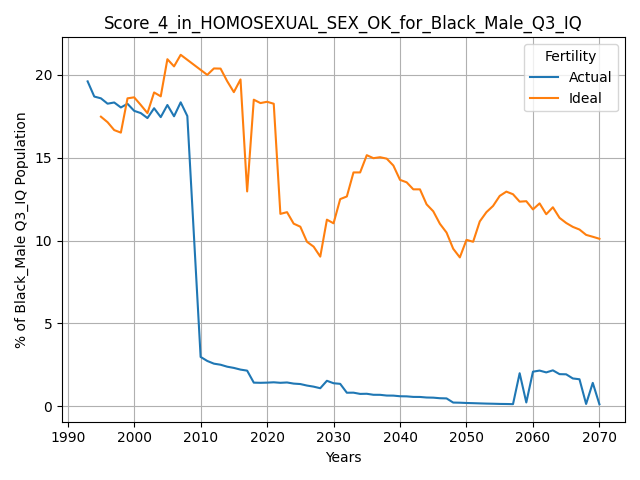 Score_4_in_HOMOSEXUAL_SEX_OK_for_Black_Male_Q3_IQ
Fertility
Actual
Ideal
% of Black_Male Q3_IQ Population
20
15
10
5
0
1990 2000 2010 2020 2030 2040 2050 2060 2070
Years